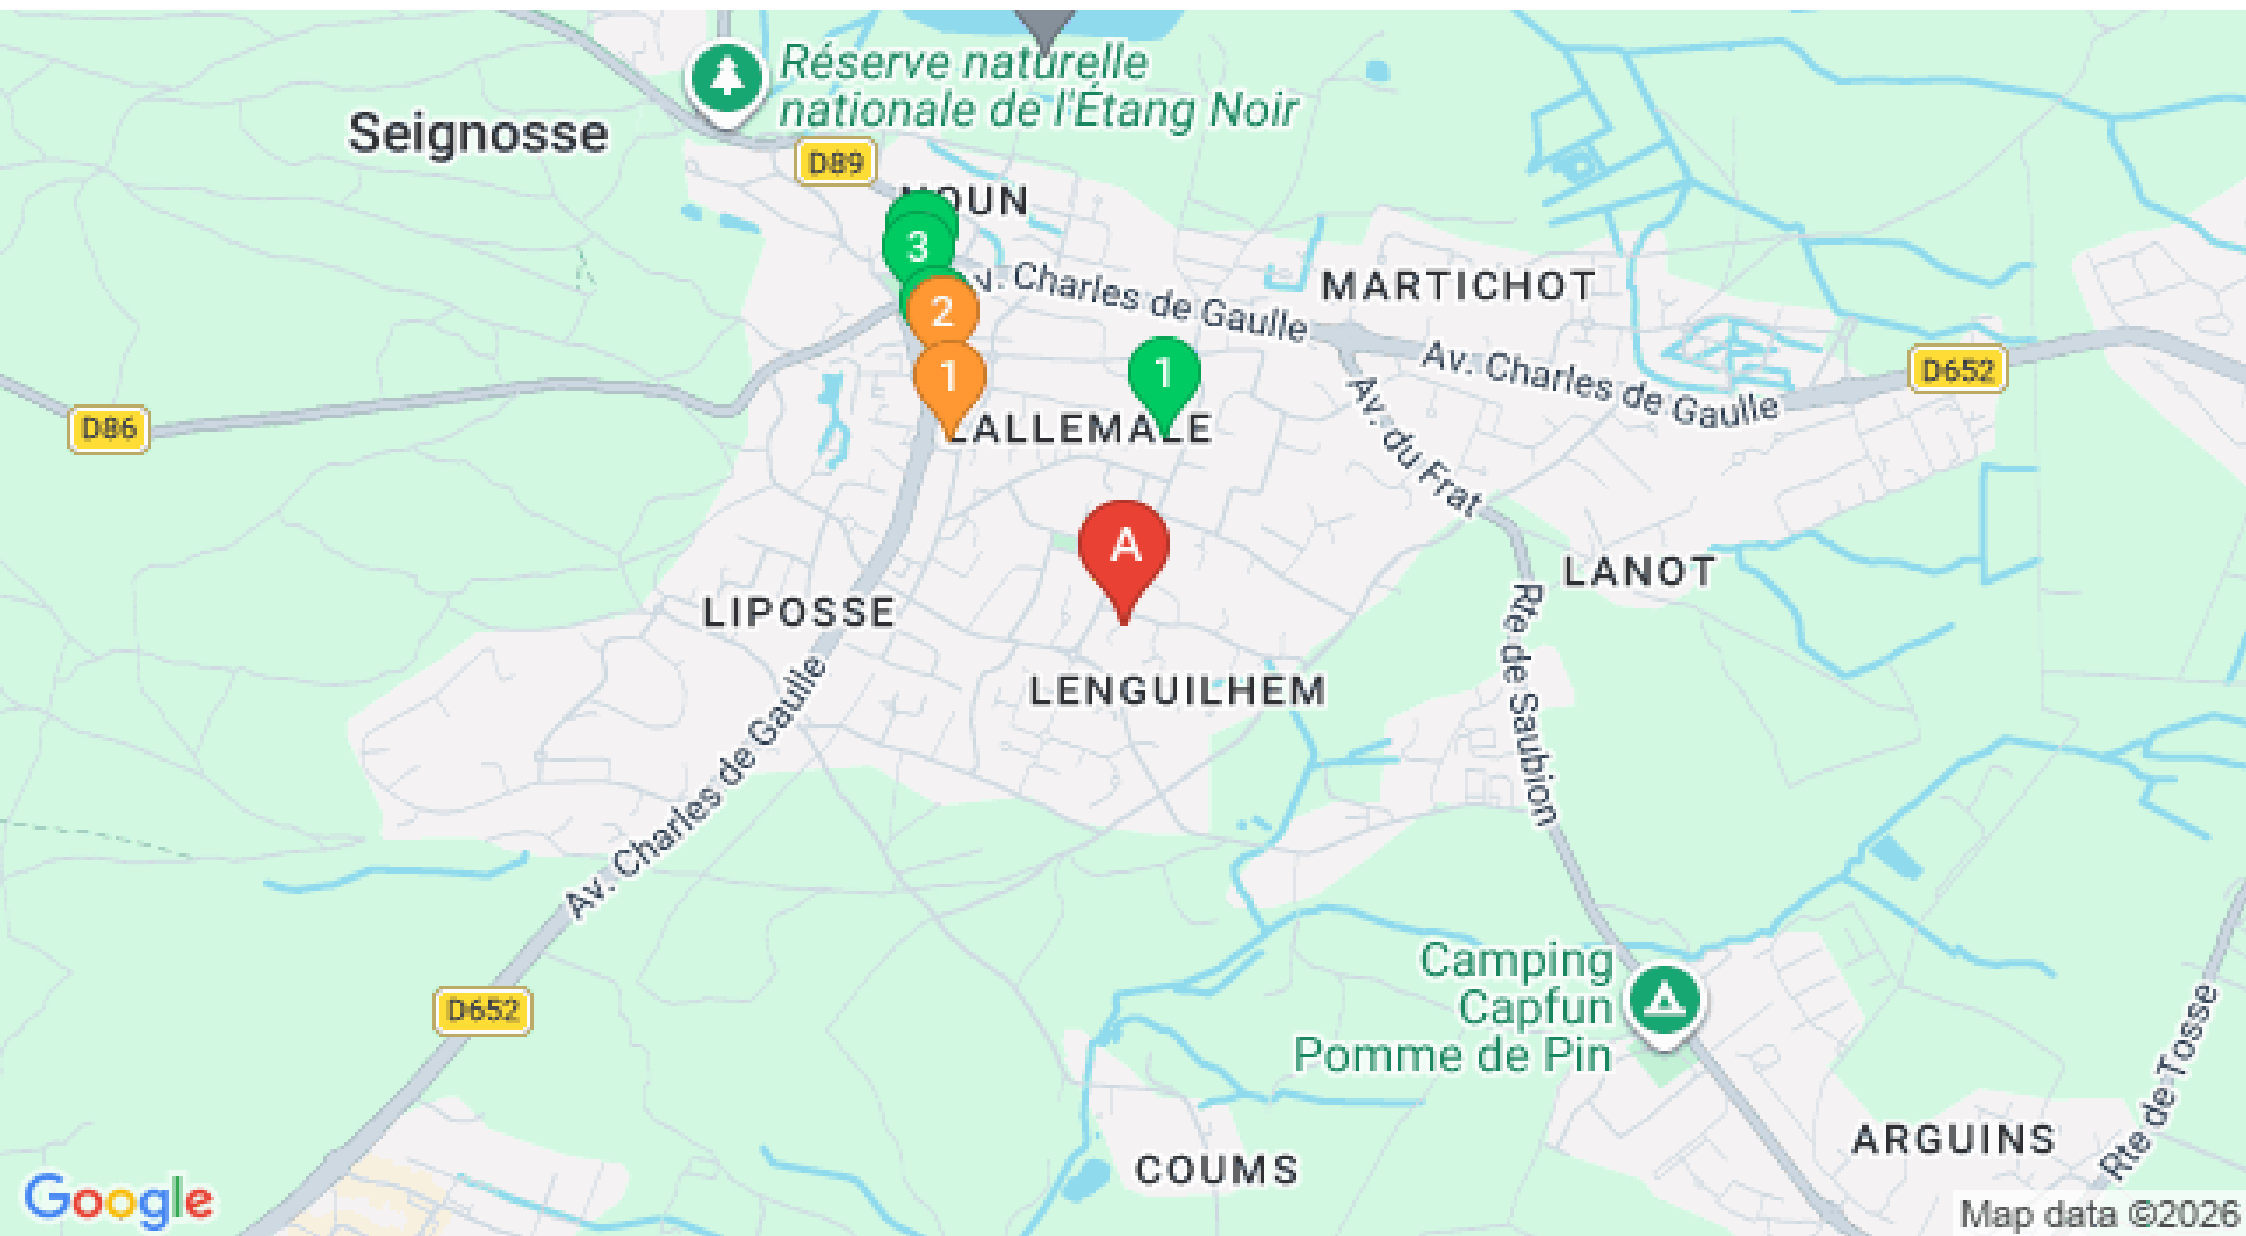 Réserve naturelle
nationale de l'Étang Noir
Seignosse
D89
OUN
3
Av. Charles de Gaulle
MARTICHOT
2
1
1
Av. Charles de Gaulle
D652
D86
LALLEMALE
Av. du Frat
A
LANOT
LIPOSSE
Rte de Saubion
LENGUILHEM
Av. Charles de Gaulle
Camping
Capfun
Pomme de Pin
D652
Rte de Tosse
ARGUINS
COUMS
Google
Map data ©2026